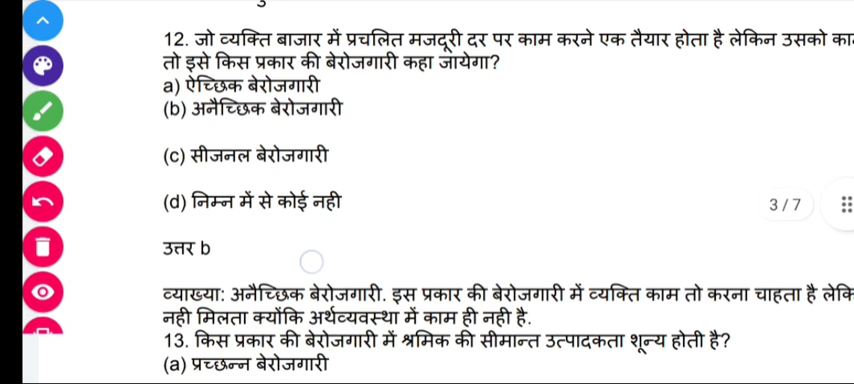 12. जो व्यक्ति बाजार में प्रचलित मजदूरी दर पर काम करने एक तैयार होता है लेकिन उसको
तो इसे किस प्रकार की बेरोजगारी कहा जायेगा?
a) ऐच्छिक बेरोजगारी
(b) अनैच्छिक बेरोजगारी
(c) सीजनल बेरोजगारी
(d) निम्न में से कोई नही
3 / 7
उत्तर b
व्याख्या: अनैच्छिक बेरोजगारी. इस प्रकार की बेरोजगारी में व्यक्ति काम तो करना चाहता है
नही मिलता क्योंकि अर्थव्यवस्था में काम ही नही है.
13. किस प्रकार की बेरोजगारी में श्रमिक की सीमान्त उत्पादकता शून्य होती है?
(a) प्रच्छन्न बेरोजगारी